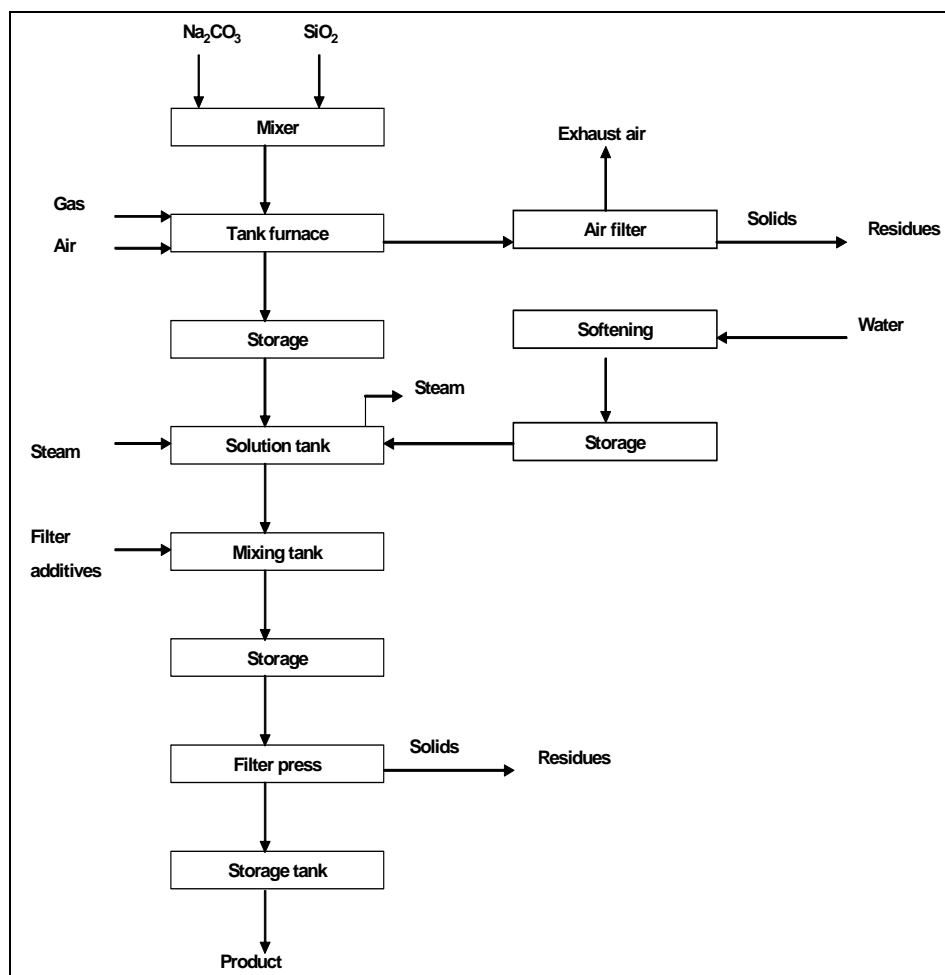 Na₂CO₃
SiO₂
Mixer
Exhaust air
Gas
Tank furnace
Air
Air filter
Solids
Residues
Storage
Softening
Water
Steam
Steam
Solution tank
Storage
Filter
additives
Mixing tank
Storage
Filter press
Solids
Residues
Storage tank
Product